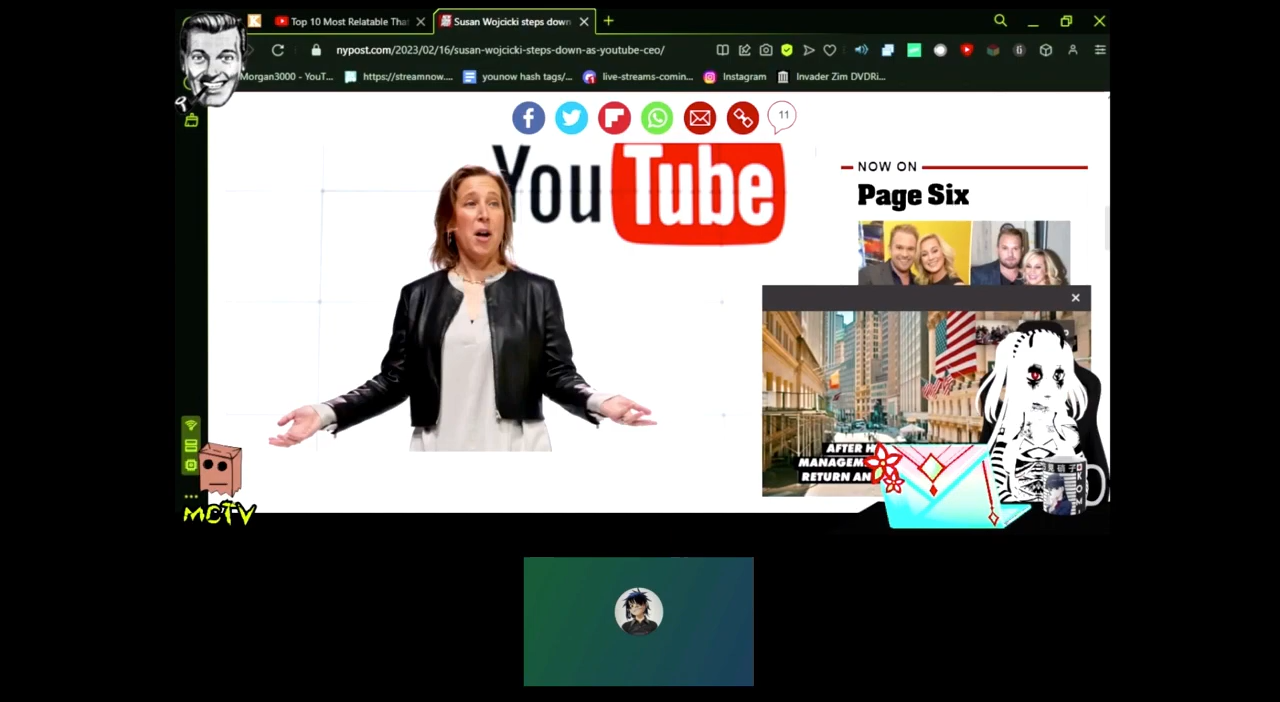 Top 10 Most Relatable Tha
Susan Wojcicki steps down
nypost.com/2023/02/16/susan-wojcicki-steps-down-as-youtube-ceo/
Morgan3000 - YouT...
https://streamnow....
younow hash tags/...
live-streams-comin...
Instagram
Invader Zim DVDRi...
11
YouTube
NOW ON
Page Six
AFTER H
MANAGEM
RETURN AN
KOMI
MCTV